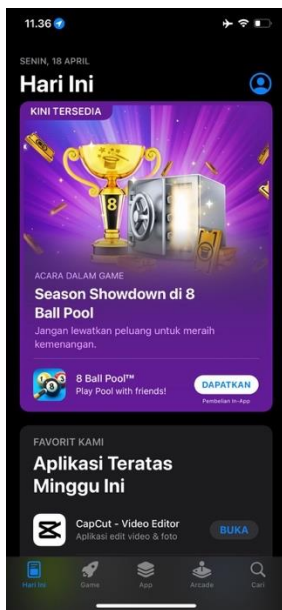 11.36
SENIN, 18 APRIL
Hari Ini
KINI TERSEDIA
8
ACARA DALAM GAME
Season Showdown di 8
Ball Pool
Jangan lewatkan peluang untuk meraih
kemenangan.
8 Ball Pool™
Play Pool with friends!
DAPATKAN
Pembelian In-App
FAVORIT KAMI
Aplikasi Teratas
Minggu Ini
CapCut - Video Editor
Aplikasi edit video & foto
BUKA
Hari Ini
Game
App
Arcade
Cari